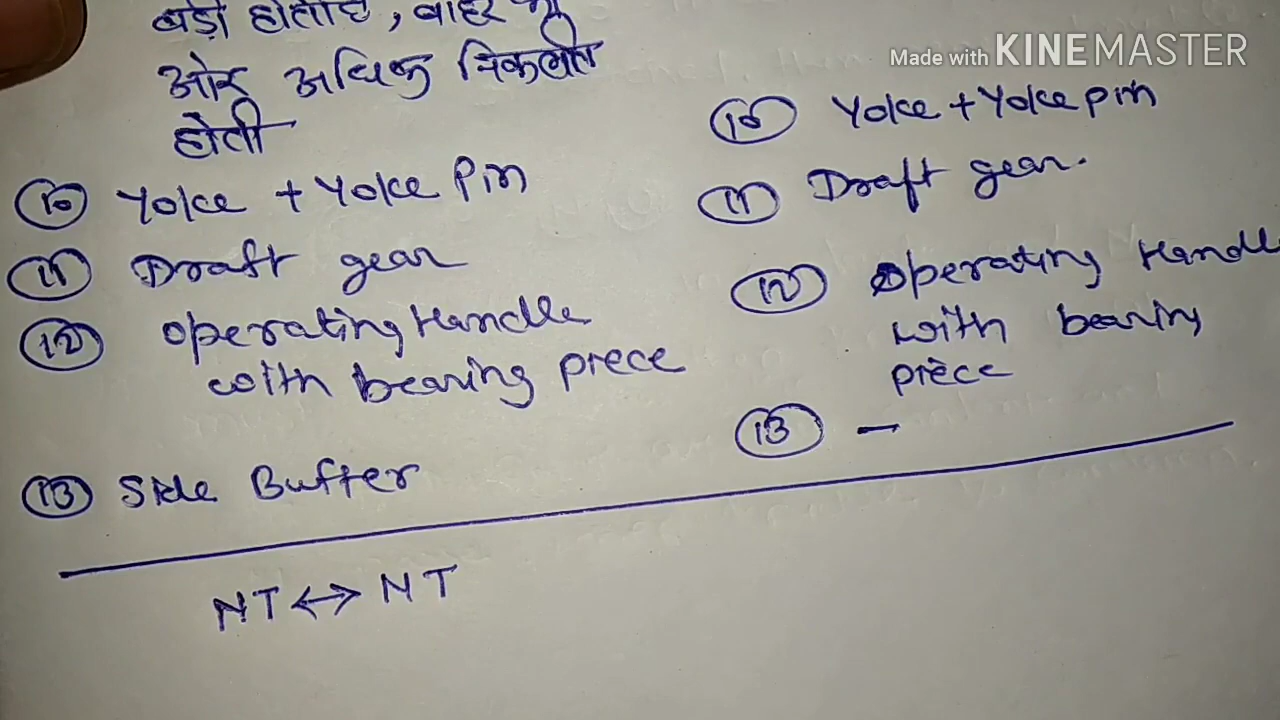 बड़ी होती है, बाहर की
ओर अधिक निकली
होती
⑩ Yoke + Yoke Pin
⑪ Draft gear
⑫ Operating Handle
with bearing piece
⑬ Side Buffer
Made with KINEMASTER
⑩ Yoke + Yoke pin
⑪ Draft gear.
⑫ Operating Handle
with bearing
piece
⑬ —
NT ↔ NT